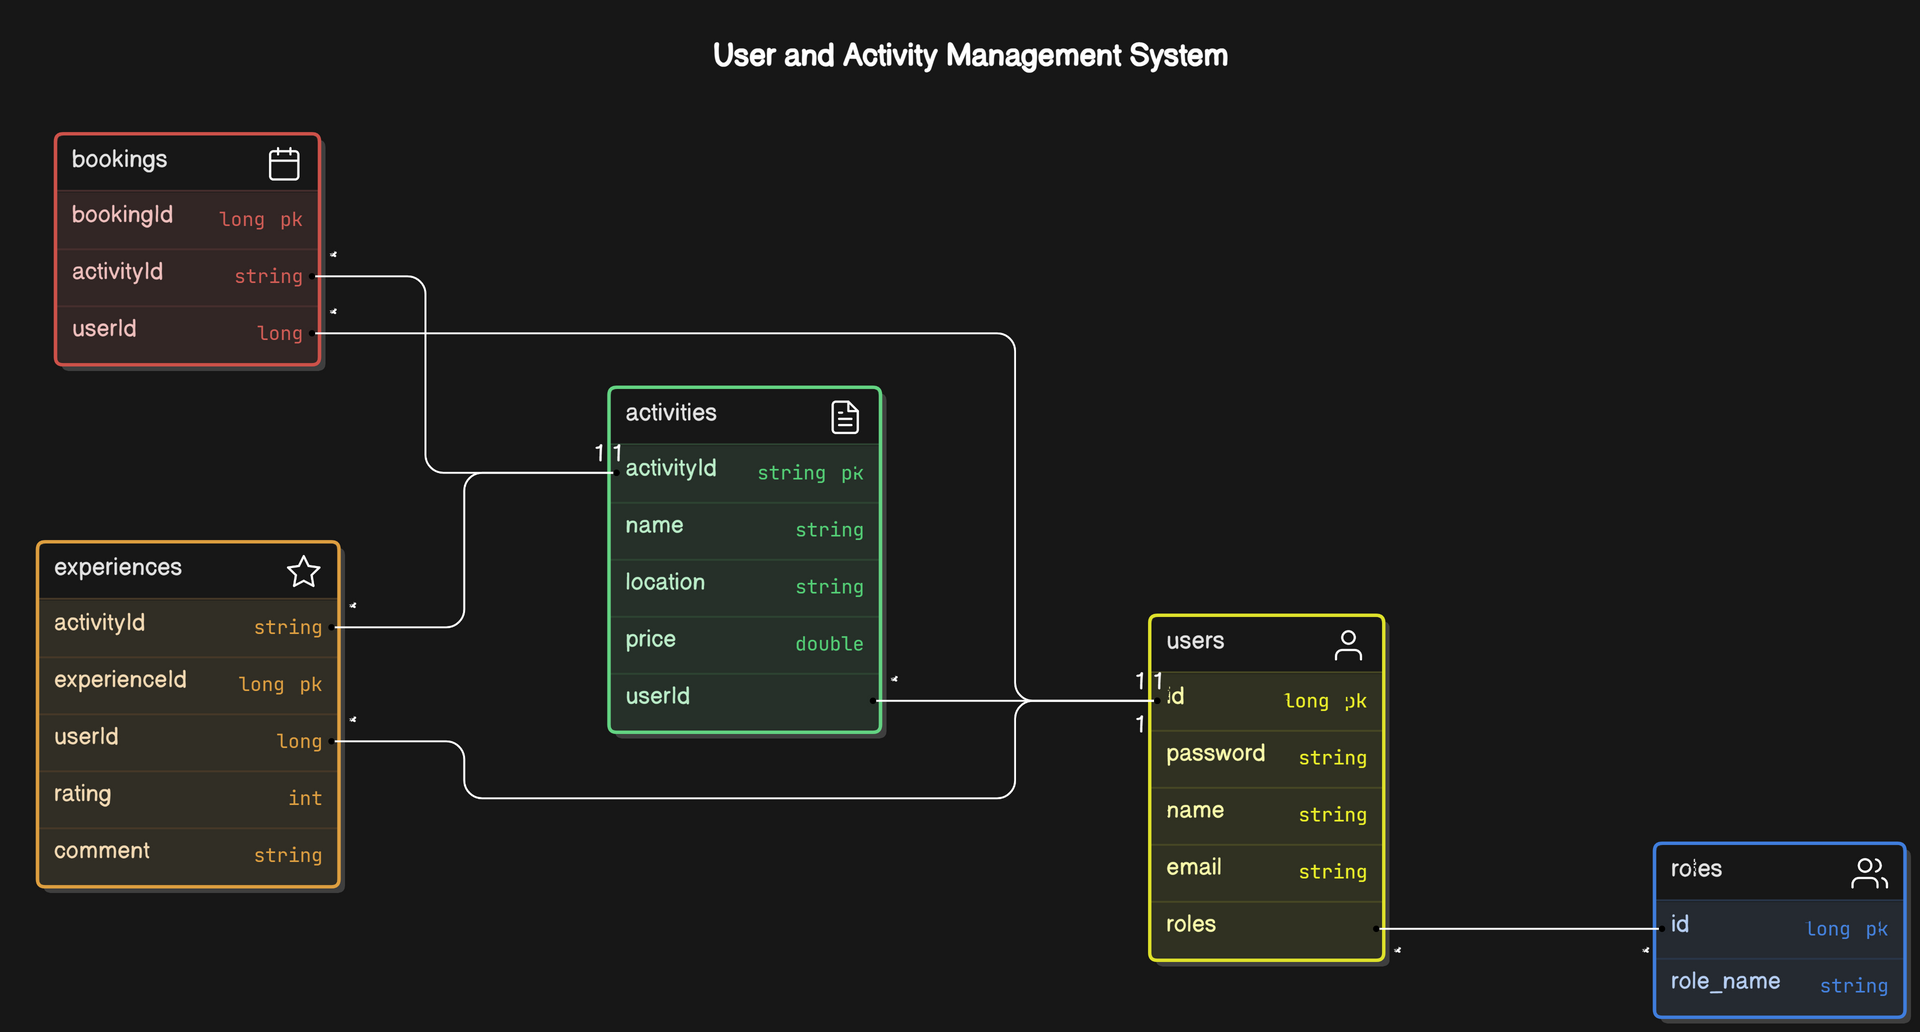 User and Activity Management System
bookings
bookingId long pk
activityId string
userId long
*
*
activities
1 1
activityId string pk
name string
location string
price double
userId
*
experiences
activityId string
experienceId long pk
userId long
rating int
comment string
*
*
users
1 1
id long pk
1
password string
name string
email string
roles
*
*
roles
id long pk
role_name string